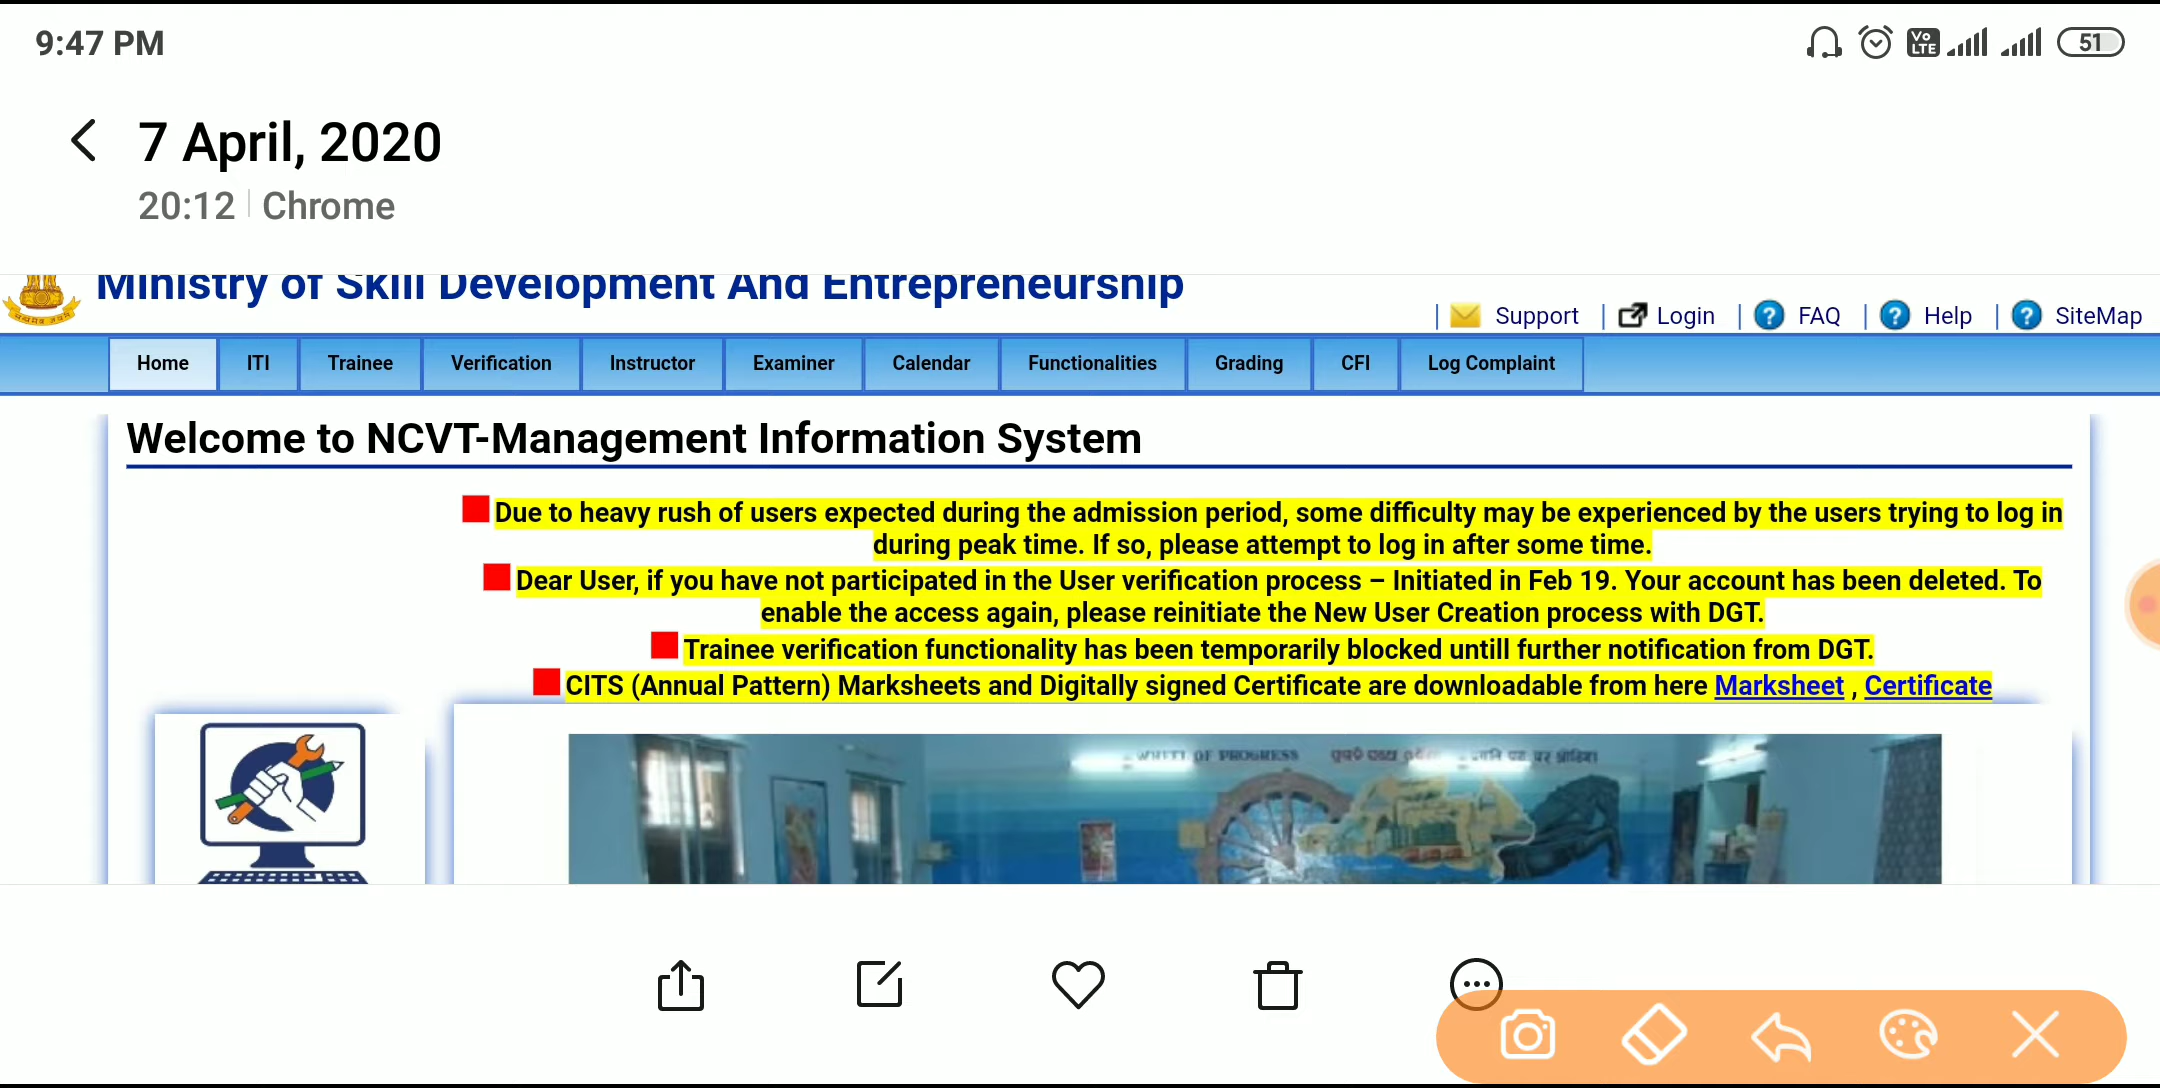 9:47 PM
Vo LTE
51
7 April, 2020
20:12 | Chrome
Ministry of Skill Development And Entrepreneurship
| Support | Login | FAQ | Help | SiteMap
Home ITI Trainee Verification Instructor Examiner Calendar Functionalities Grading CFI Log Complaint
Welcome to NCVT-Management Information System
Due to heavy rush of users expected during the admission period, some difficulty may be experienced by the users trying to log in
during peak time. If so, please attempt to log in after some time.
Dear User, if you have not participated in the User verification process – Initiated in Feb 19. Your account has been deleted. To
enable the access again, please reinitiate the New User Creation process with DGT.
Trainee verification functionality has been temporarily blocked untill further notification from DGT.
CITS (Annual Pattern) Marksheets and Digitally signed Certificate are downloadable from here Marksheet , Certificate
OF PROGRESS